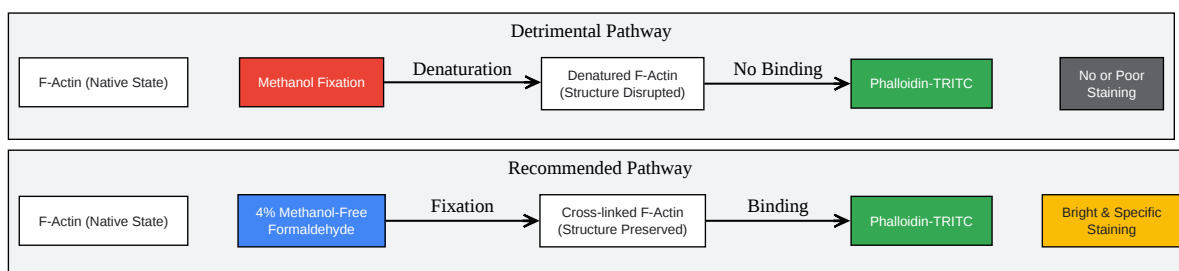 Detrimental Pathway
F-Actin (Native State)
Methanol Fixation
Denaturation
Denatured F-Actin
(Structure Disrupted)
No Binding
Phalloidin-TRITC
No or Poor
Staining
Recommended Pathway
F-Actin (Native State)
4% Methanol-Free
Formaldehyde
Fixation
Cross-linked F-Actin
(Structure Preserved)
Binding
Phalloidin-TRITC
Bright & Specific
Staining